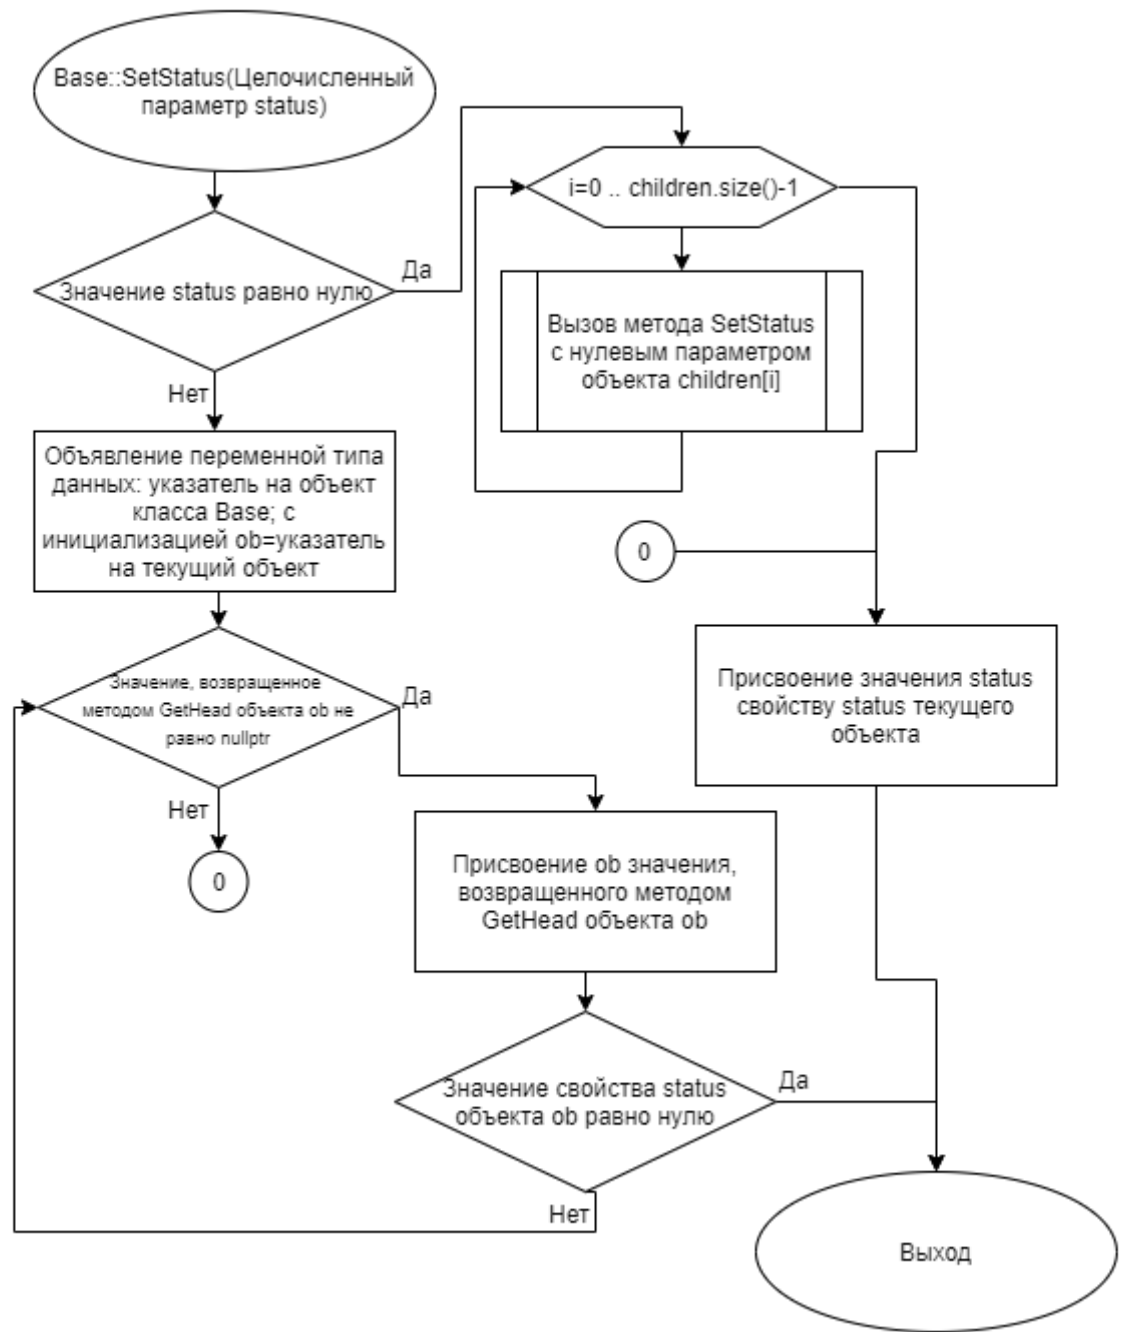 Base::SetStatus(Целочисленный
параметр status)
i=0 .. children.size()-1
Значение status равно нулю
Да
Вызов метода SetStatus
с нулевым параметром
объекта children[i]
Нет
Объявление переменной типа
данных: указатель на объект
класса Base; с
инициализацией ob=указатель
на текущий объект
0
Значение, возвращенное
методом GetHead объекта ob не
равно nullptr
Да
Присвоение значения status
свойству status текущего
объекта
Нет
0
Присвоение ob значения,
возвращенного методом
GetHead объекта ob
Значение свойства status
объекта ob равно нулю
Да
Нет
Выход